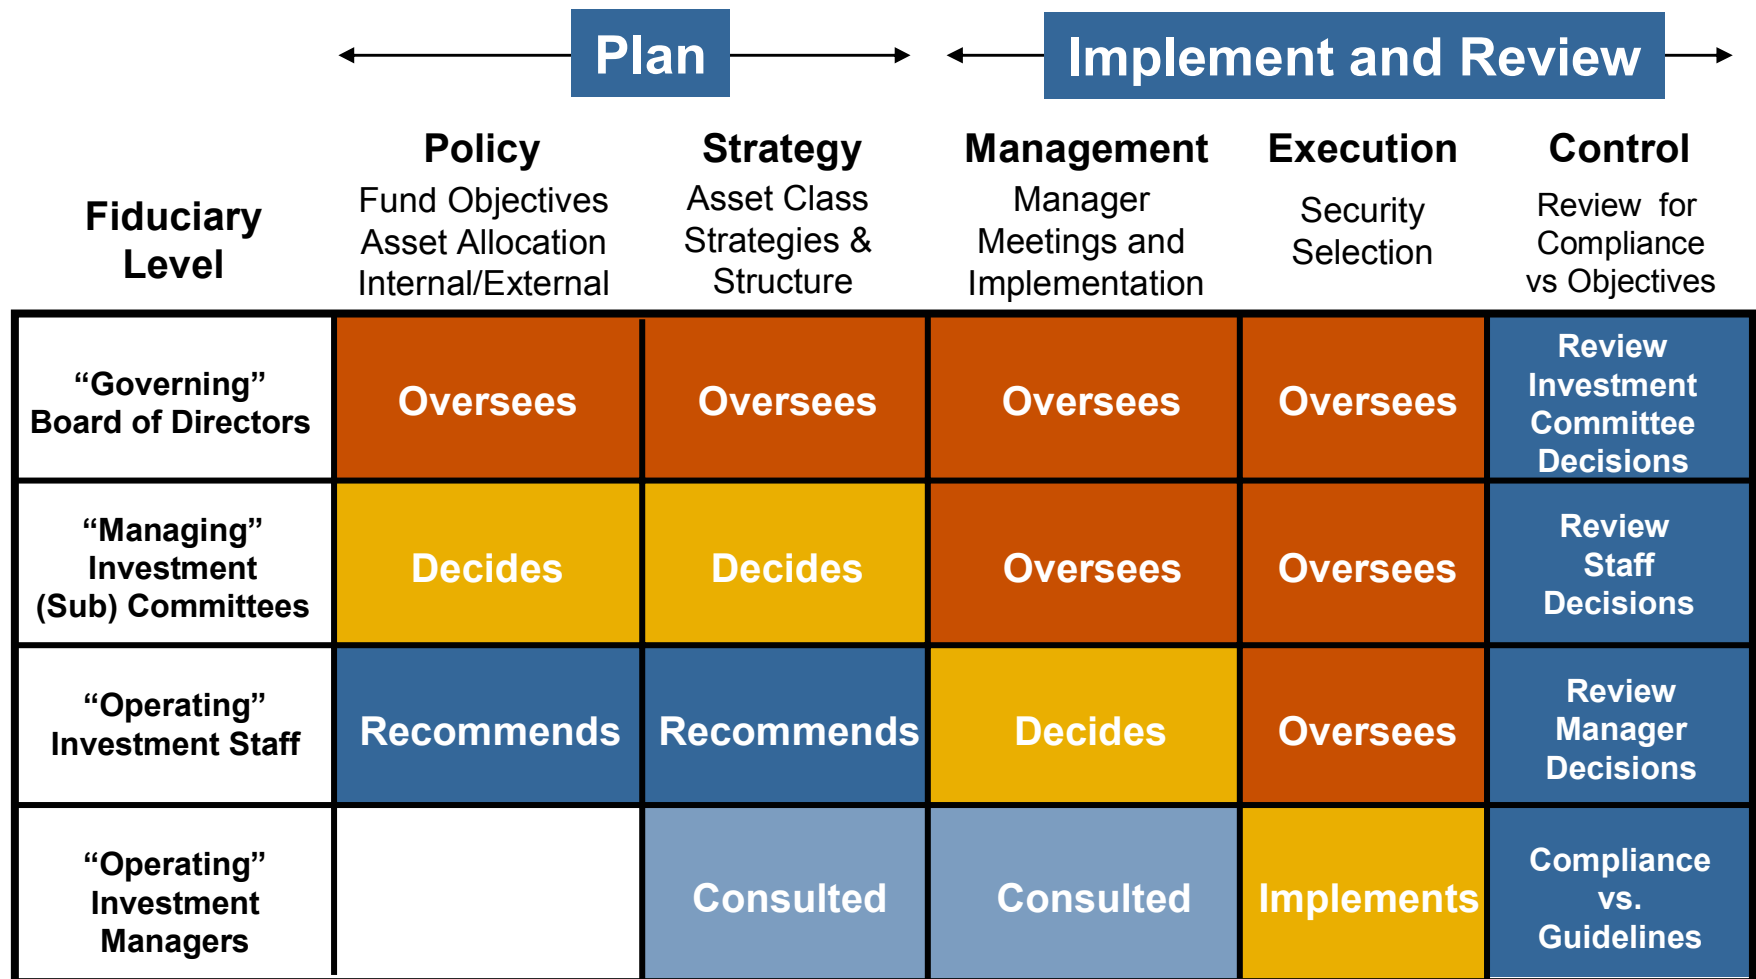 Plan
Implement and Review
Policy
Strategy
Management
Execution
Control
Fiduciary
Level
Fund Objectives
Asset Allocation
Internal/External
Asset Class
Strategies &
Structure
Manager
Meetings and
Implementation
Security
Selection
Review for
Compliance
vs Objectives
“Governing”
Board of Directors
Oversees
Oversees
Oversees
Oversees
Review
Investment
Committee
Decisions
“Managing”
Investment
(Sub) Committees
Decides
Decides
Oversees
Oversees
Review
Staff
Decisions
“Operating”
Investment Staff
Recommends
Recommends
Decides
Oversees
Review
Manager
Decisions
“Operating”
Investment
Managers
Consulted
Consulted
Implements
Compliance
vs.
Guidelines